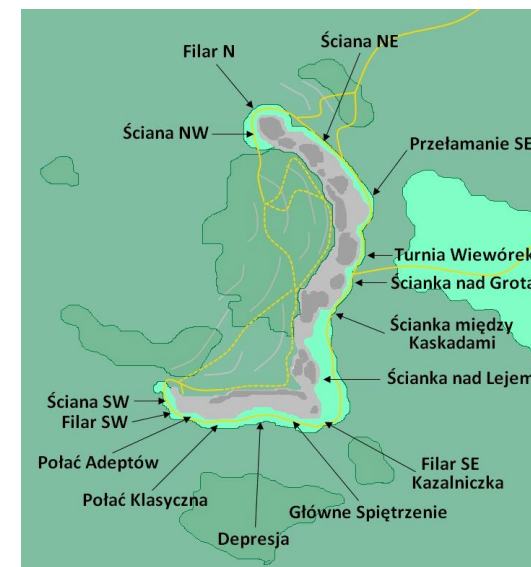 Ściana NE
Filar N
Ściana NW
Przełamanie SE
Turnia Wiewórek
Ścianka nad Grotą
Ścianka między
Kaskadami
Ścianka nad Lejem
Ściana SW
Filar SW
Połać Adeptów
Połać Klasyczna
Depresja
Główne Spiętrzenie
Filar SE
Kazalniczka